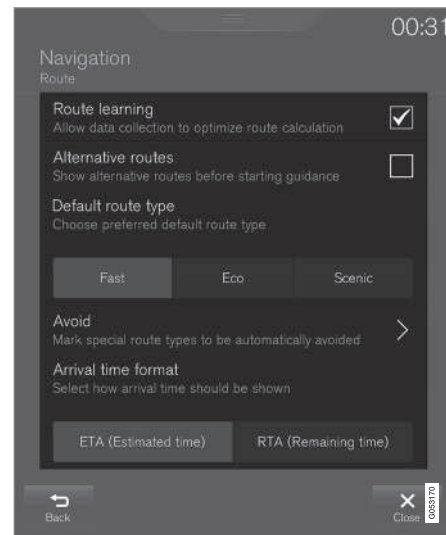 00:31
Navigation
Route
Route learning
Allow data collection to optimize route calculation
Alternative routes
Show alternative routes before starting guidance
Default route type
Choose preferred default route type
Fast Eco Scenic
Avoid
Mark special route types to be automatically avoided
Arrival time format
Select how arrival time should be shown
ETA (Estimated time) RTA (Remaining time)
Back Close
G053170